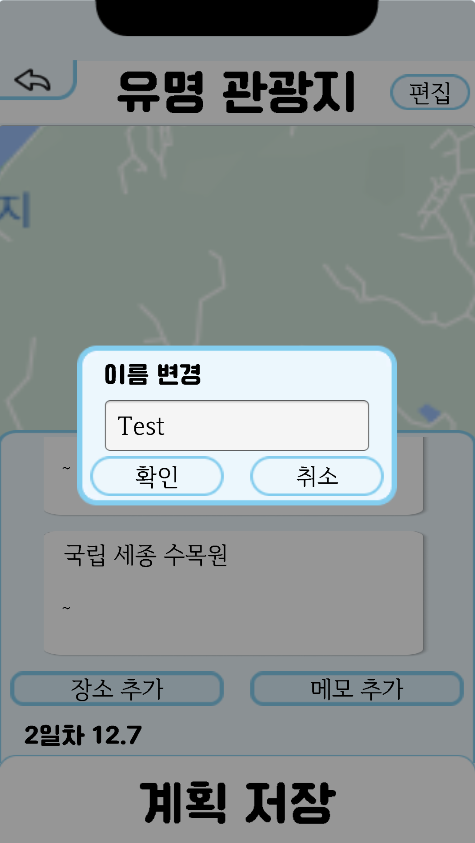 유명 관광지
편집
지
이름 변경
Test
확인
취소
~
국립 세종 수목원
~
장소 추가
메모 추가
2일차 12.7
계획 저장